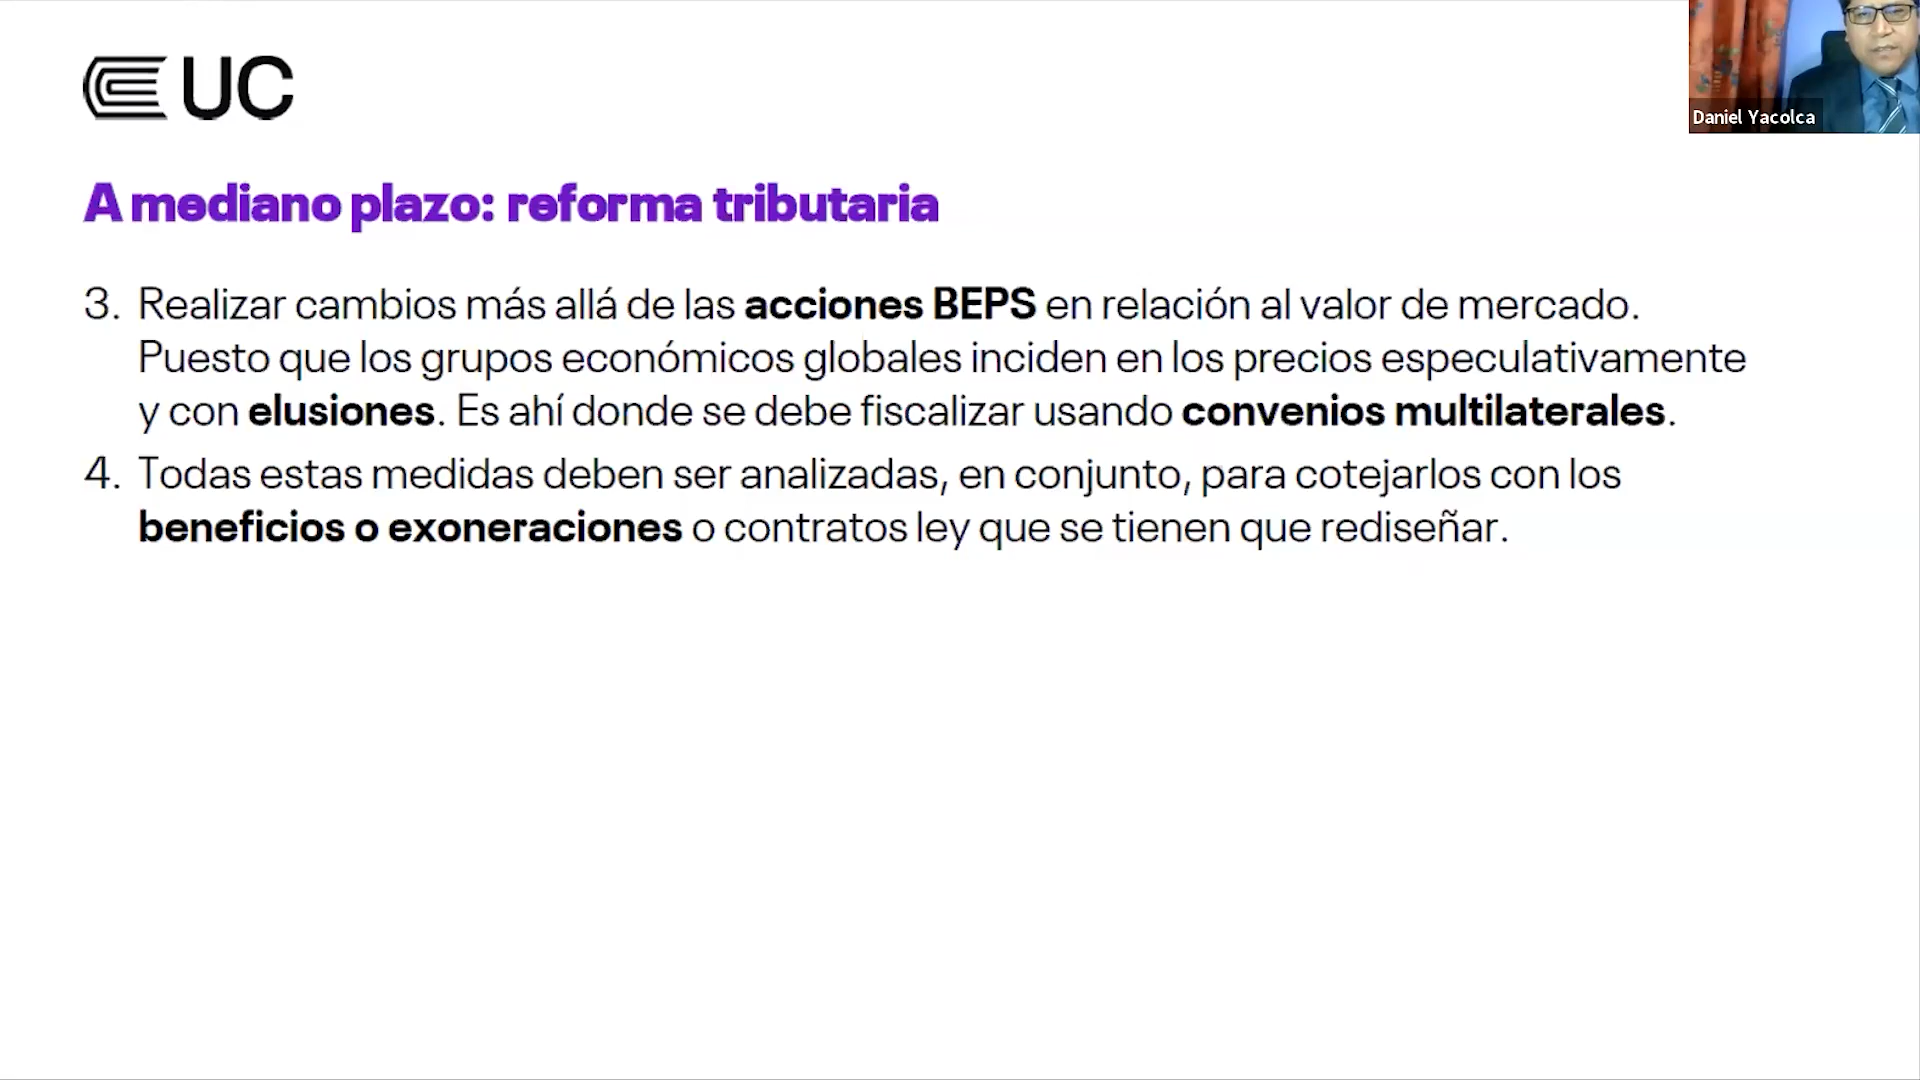 UC
Daniel Yacolca
A mediano plazo: reforma tributaria
3. Realizar cambios más allá de las acciones BEPS en relación al valor de mercado.
Puesto que los grupos económicos globales inciden en los precios especulativamente
y con elusiones. Es ahí donde se debe fiscalizar usando convenios multilaterales.
4. Todas estas medidas deben ser analizadas, en conjunto, para cotejarlos con los
beneficios o exoneraciones o contratos ley que se tienen que rediseñar.